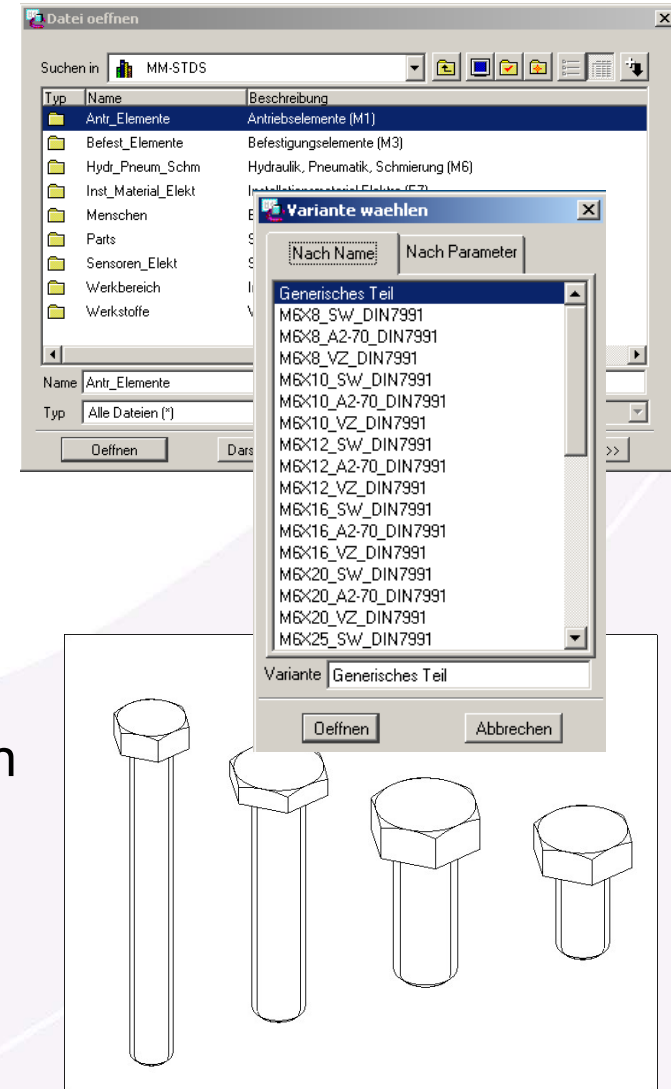 Datei oeffnen
Suchen in MM-STDS
Typ Name Beschreibung
Antr_Elemente Antriebselemente (M1)
Befest_Elemente Befestigungselemente (M3)
Hydr_Pneum_Schm Hydraulik, Pneumatik, Schmierung (M6)
Inst_Material_Elekt
Menschen
Parts
Sensoren_Elekt
Werkbereich
Werkstoffe
Name Antr_Elemente
Typ Alle Dateien (*)
Oeffnen >>
Variante waehlen
Nach Name Nach Parameter
Generisches Teil
M6X8_SW_DIN7991
M6X8_A2-70_DIN7991
M6X8_VZ_DIN7991
M6X10_SW_DIN7991
M6X10_A2-70_DIN7991
M6X10_VZ_DIN7991
M6X12_SW_DIN7991
M6X12_A2-70_DIN7991
M6X12_VZ_DIN7991
M6X16_SW_DIN7991
M6X16_A2-70_DIN7991
M6X16_VZ_DIN7991
M6X20_SW_DIN7991
M6X20_A2-70_DIN7991
M6X20_VZ_DIN7991
M6X25_SW_DIN7991
Variante Generisches Teil
Oeffnen Abbrechen